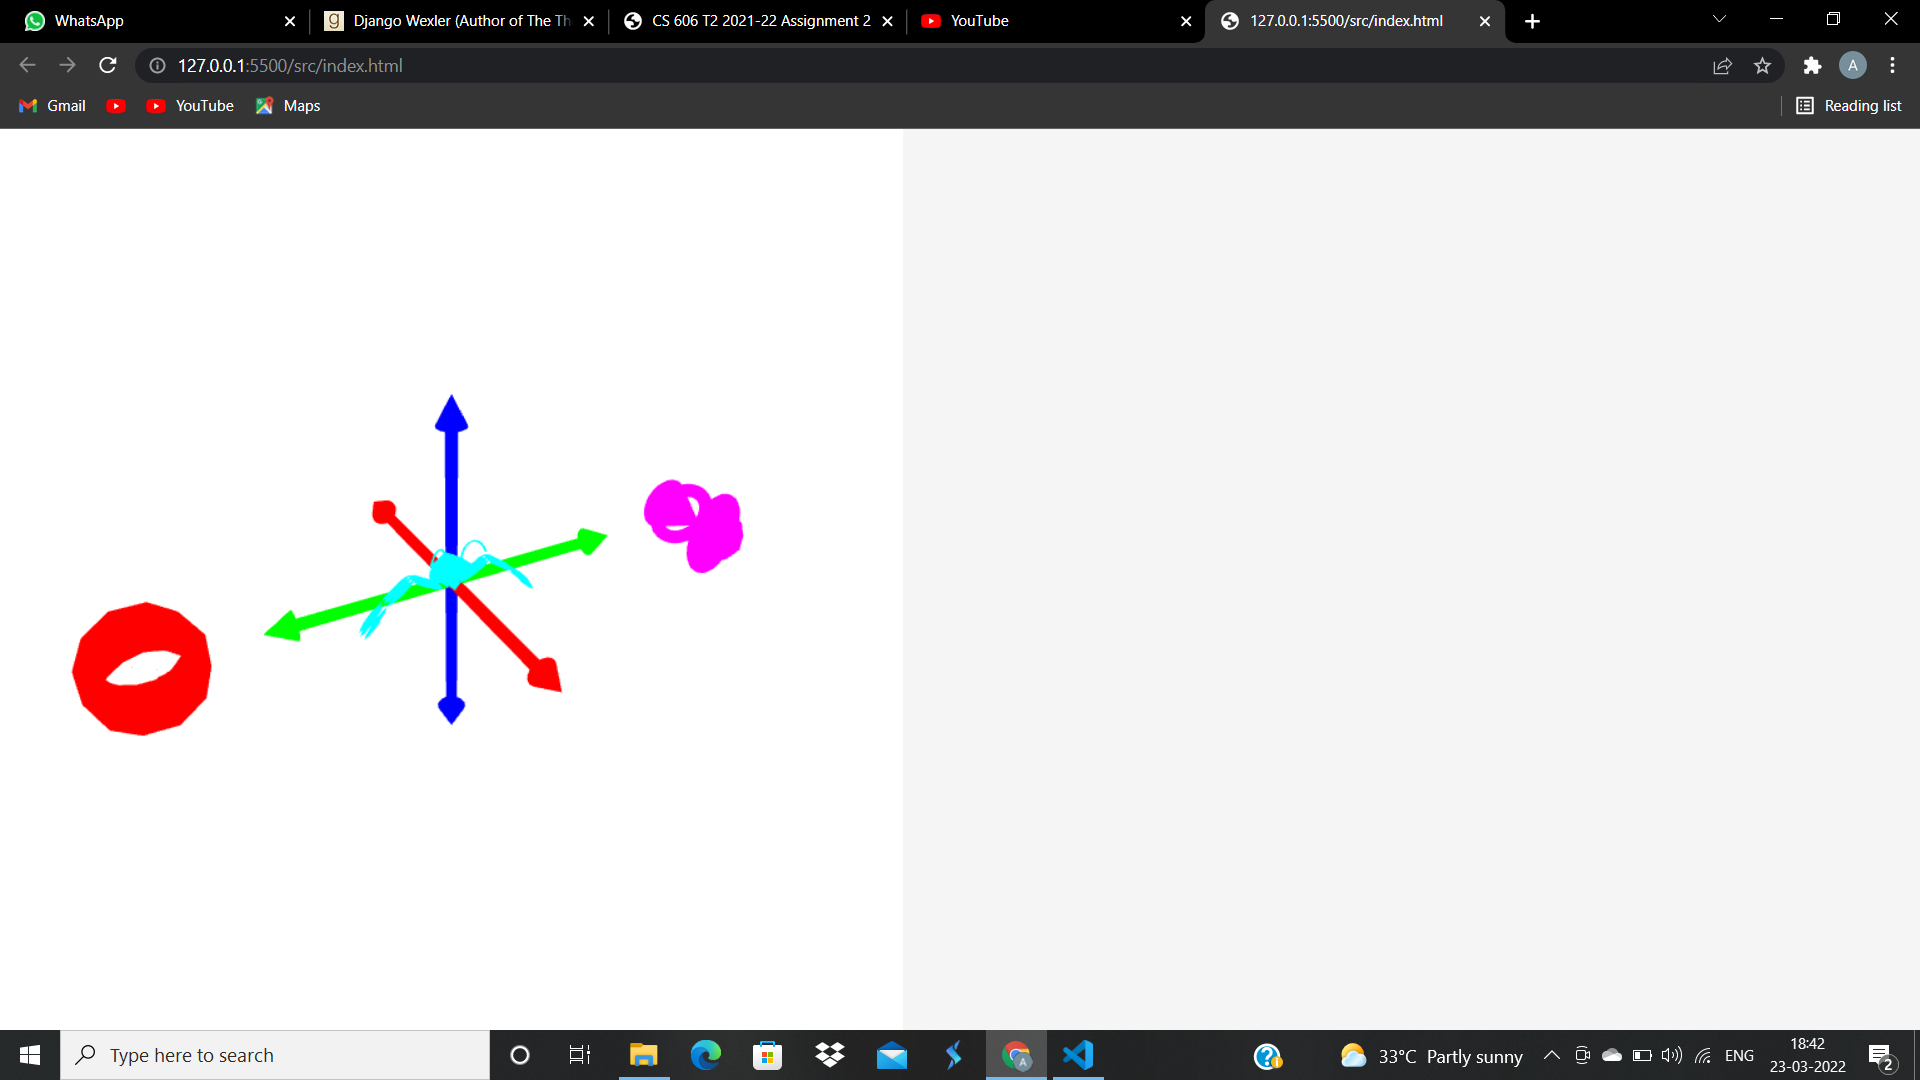 WhatsApp
Django Wexler (Author of The Th
CS 606 T2 2021-22 Assignment 2
YouTube
127.0.0.1:5500/src/index.html
127.0.0.1:5500/src/index.html
A
Gmail
YouTube
Maps
Reading list
Type here to search
A
33°C Partly sunny
ENG
18:42
23-03-2022
2